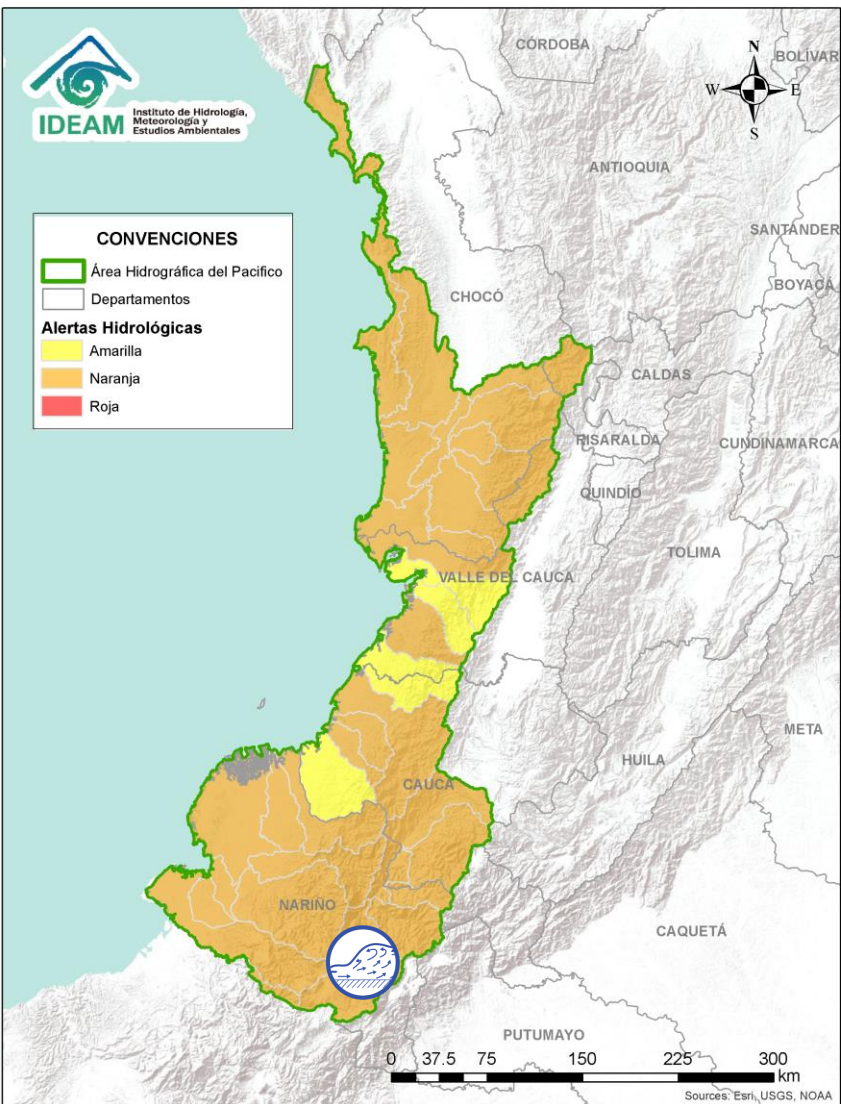 IDEAM
Instituto de Hidrología,
Meteorología y
Estudios Ambientales
CONVENCIONES
Área Hidrográfica del Pacifico
Departamentos
Alertas Hidrológicas
Amarilla
Naranja
Roja
N
W E
S
CÓRDOBA
BOLÍVAR
ANTIOQUIA
SANTANDER
BOYACÁ
CHOCÓ
CALDAS
RISARALDA
CUNDINAMARCA
QUINDÍO
TOLIMA
VALLE DEL CAUCA
META
HUILA
CAUCA
NARIÑO
CAQUETÁ
PUTUMAYO
0 37.5 75 150 225 300
km
Sources: Esri, USGS, NOAA